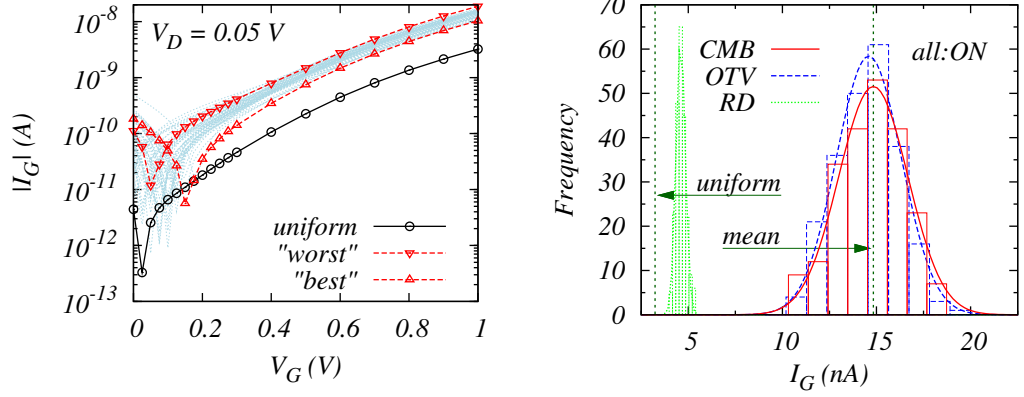 10^-8
10^-9
10^-10
10^-11
10^-12
10^-13
|I_G| (A)
V_D = 0.05 V
uniform
"worst"
"best"
0 0.2 0.4 0.6 0.8 1
V_G (V)
70
60
50
40
30
20
10
0
Frequency
CMB
OTV
RD
all:ON
uniform
mean
5 10 15 20
I_G (nA)